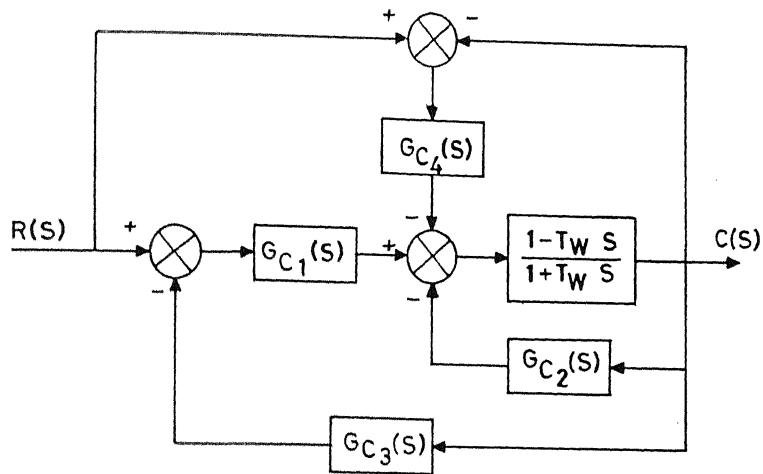 + −
G_C4(S)
R(S) + − G_C1(S) + − − 1−T_W S / 1+T_W S C(S)
G_C2(S)
G_C3(S)